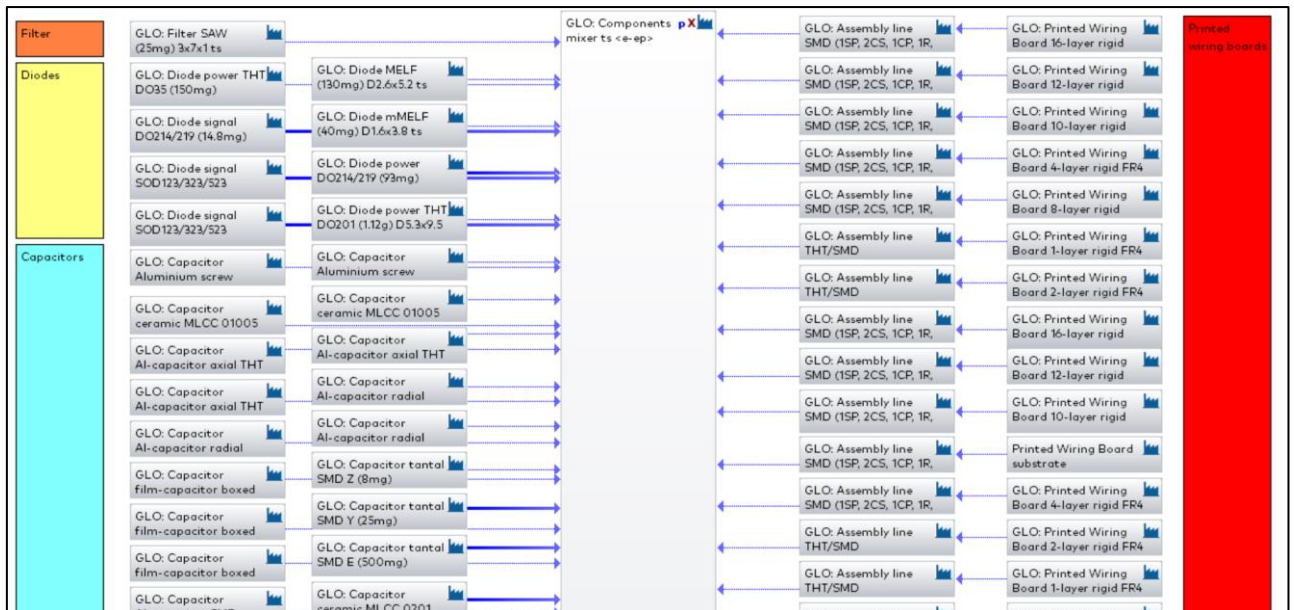 Filter
GLO: Filter SAW
(25mg) 3x7x1 ts
Diodes
GLO: Diode power THT
DO35 (150mg)
GLO: Diode signal
DO214/219 (14.8mg)
GLO: Diode signal
SOD123/323/523
GLO: Diode signal
SOD123/323/523
Capacitors
GLO: Capacitor
Aluminium screw
GLO: Capacitor
ceramic MLCC 01005
GLO: Capacitor
Al-capacitor axial THT
GLO: Capacitor
Al-capacitor axial THT
GLO: Capacitor
Al-capacitor radial
GLO: Capacitor
film-capacitor boxed
GLO: Capacitor
film-capacitor boxed
GLO: Capacitor
film-capacitor boxed
GLO: Capacitor
GLO: Diode MELF
(130mg) D2.6x5.2 ts
GLO: Diode mMELF
(40mg) D1.6x3.8 ts
GLO: Diode power
DO214/219 (93mg)
GLO: Diode power THT
DO201 (1.12g) D5.3x9.5
GLO: Capacitor
Aluminium screw
GLO: Capacitor
ceramic MLCC 01005
GLO: Capacitor
Al-capacitor axial THT
GLO: Capacitor
Al-capacitor radial
GLO: Capacitor
Al-capacitor radial
GLO: Capacitor tantal
SMD Z (8mg)
GLO: Capacitor tantal
SMD Y (25mg)
GLO: Capacitor tantal
SMD E (500mg)
GLO: Capacitor
ceramic MLCC 0201
GLO: Components pX
mixer ts <e-ep>
GLO: Assembly line
SMD (1SP, 2CS, 1CP, 1R,
GLO: Assembly line
SMD (1SP, 2CS, 1CP, 1R,
GLO: Assembly line
SMD (1SP, 2CS, 1CP, 1R,
GLO: Assembly line
SMD (1SP, 2CS, 1CP, 1R,
GLO: Assembly line
SMD (1SP, 2CS, 1CP, 1R,
GLO: Assembly line
THT/SMD
GLO: Assembly line
THT/SMD
GLO: Assembly line
SMD (1SP, 2CS, 1CP, 1R,
GLO: Assembly line
SMD (1SP, 2CS, 1CP, 1R,
GLO: Assembly line
SMD (1SP, 2CS, 1CP, 1R,
GLO: Assembly line
SMD (1SP, 2CS, 1CP, 1R,
GLO: Assembly line
SMD (1SP, 2CS, 1CP, 1R,
GLO: Assembly line
THT/SMD
GLO: Assembly line
THT/SMD
GLO: Printed Wiring
Board 16-layer rigid
GLO: Printed Wiring
Board 12-layer rigid
GLO: Printed Wiring
Board 10-layer rigid
GLO: Printed Wiring
Board 4-layer rigid FR4
GLO: Printed Wiring
Board 8-layer rigid
GLO: Printed Wiring
Board 1-layer rigid FR4
GLO: Printed Wiring
Board 2-layer rigid FR4
GLO: Printed Wiring
Board 16-layer rigid
GLO: Printed Wiring
Board 12-layer rigid
GLO: Printed Wiring
Board 10-layer rigid
Printed Wiring Board
substrate
GLO: Printed Wiring
Board 4-layer rigid FR4
GLO: Printed Wiring
Board 2-layer rigid FR4
GLO: Printed Wiring
Board 1-layer rigid FR4
Printed
wiring boards